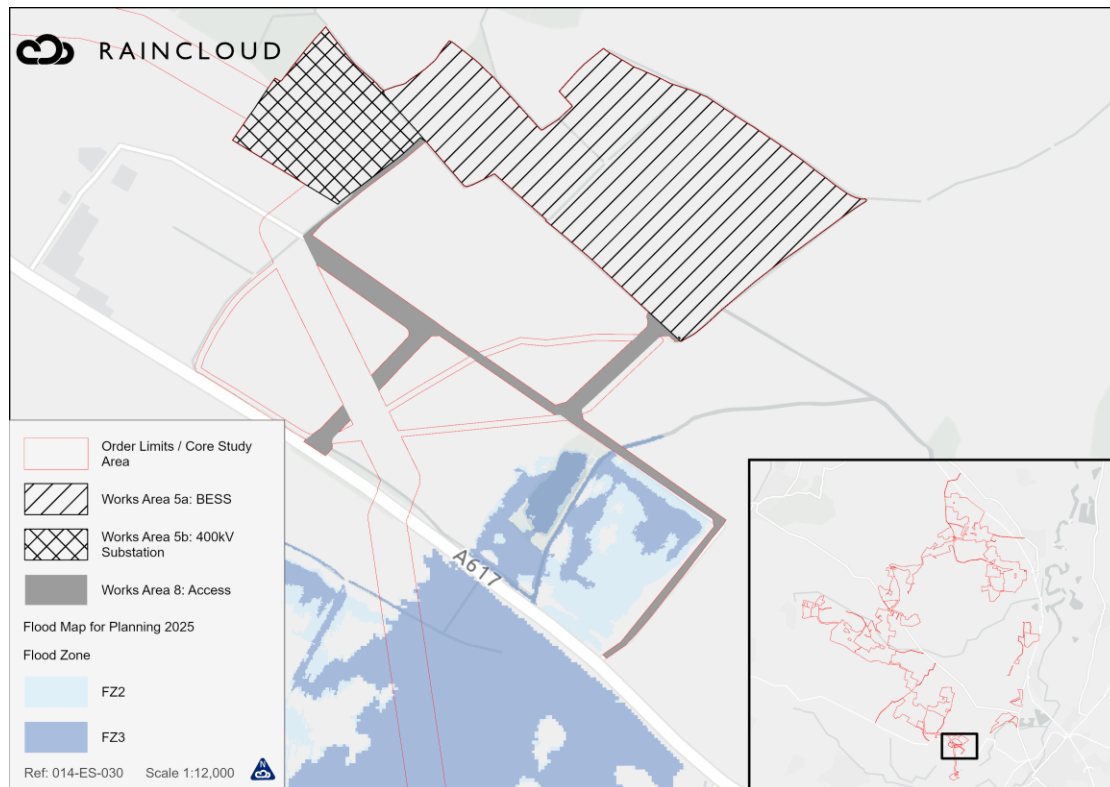 RAINCLOUD
A617
Order Limits / Core Study
Area
Works Area 5a: BESS
Works Area 5b: 400kV
Substation
Works Area 8: Access
Flood Map for Planning 2025
Flood Zone
FZ2
FZ3
Ref: 014-ES-030 Scale 1:12,000
N